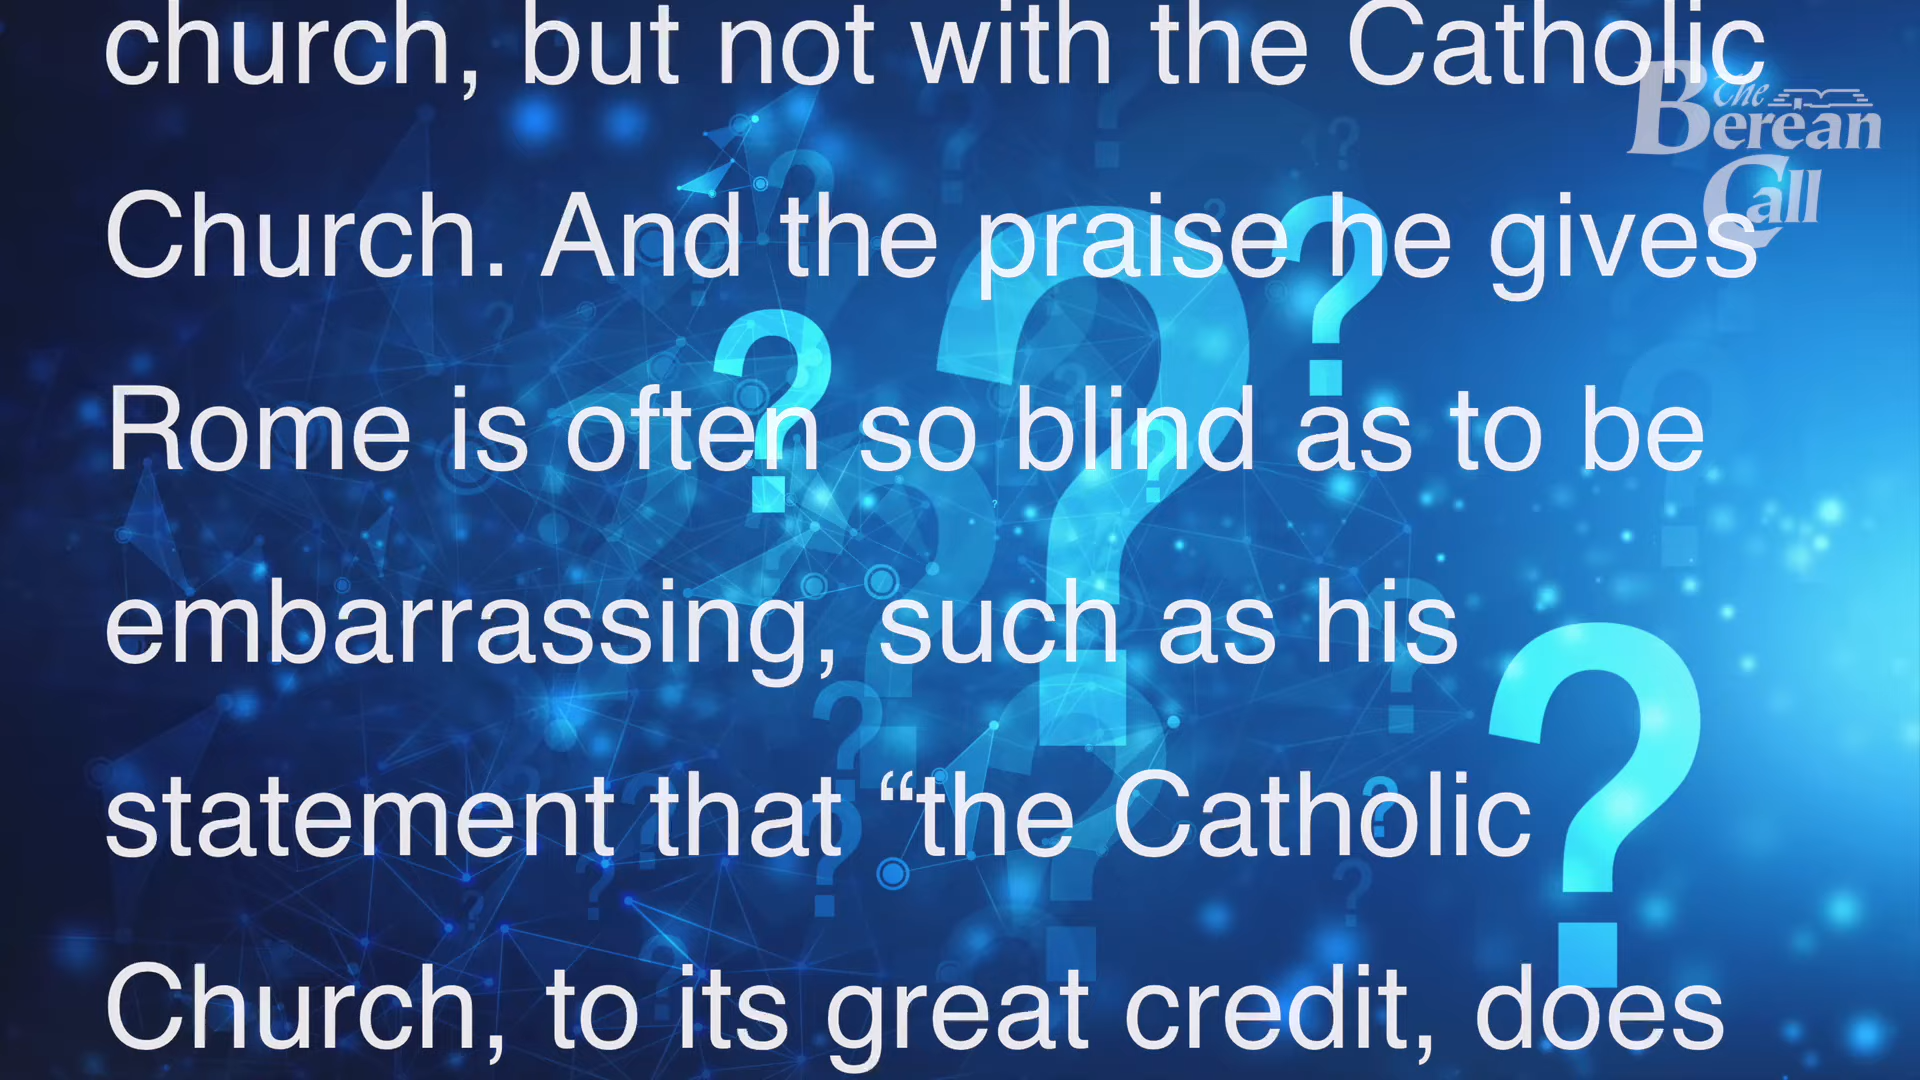 church, but not with the Catholic
The
Berean
Call
Church. And the praise he gives
Rome is often so blind as to be
embarrassing, such as his
statement that “the Catholic
Church, to its great credit, does